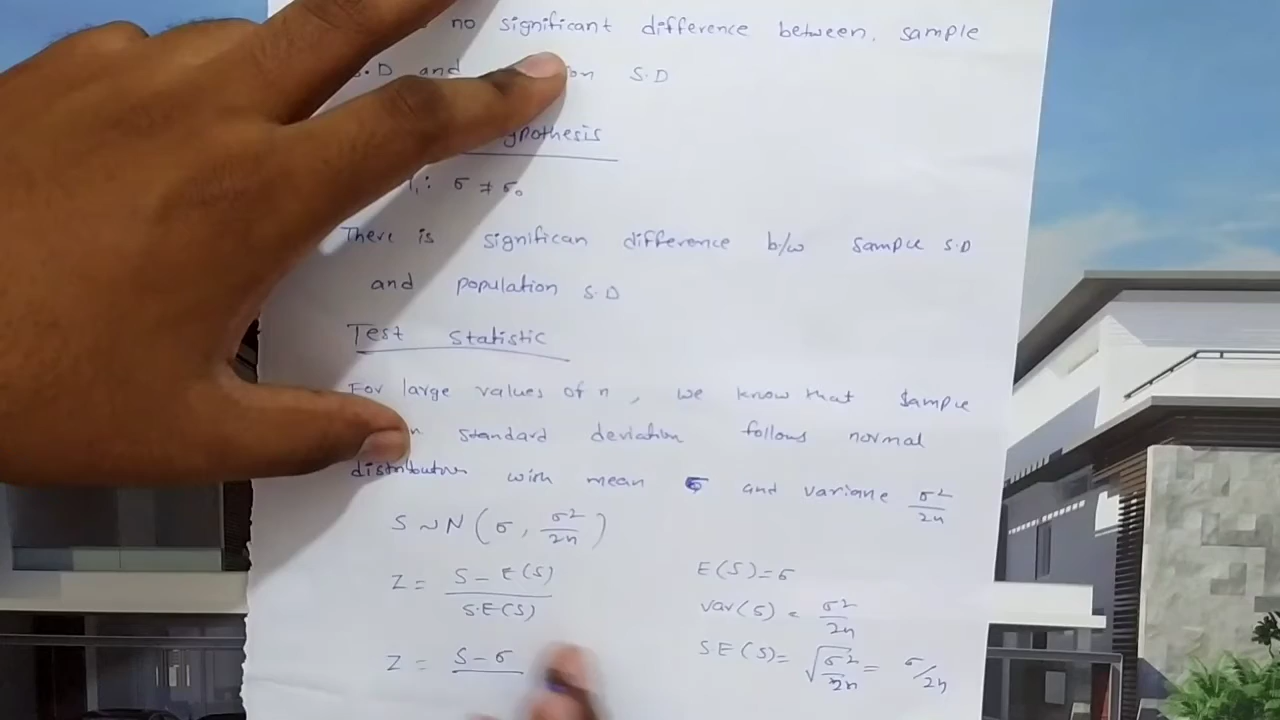 no significant difference between, sample
S.D and S.D
σ ≠ σ₀
There is significan difference b/w sample S.D
and population S.D
Test Statistic
For large values of n, we know that Sample
standard deviation follows normal
distribution with mean σ and variane σ²/2n
S ~ N(σ, σ²/2n)
Z = S - E(S) / S.E(S)
E(S) = σ
Var(S) = σ²/2n
SE(S) = √σ²/2n = σ/2n
Z = S - σ